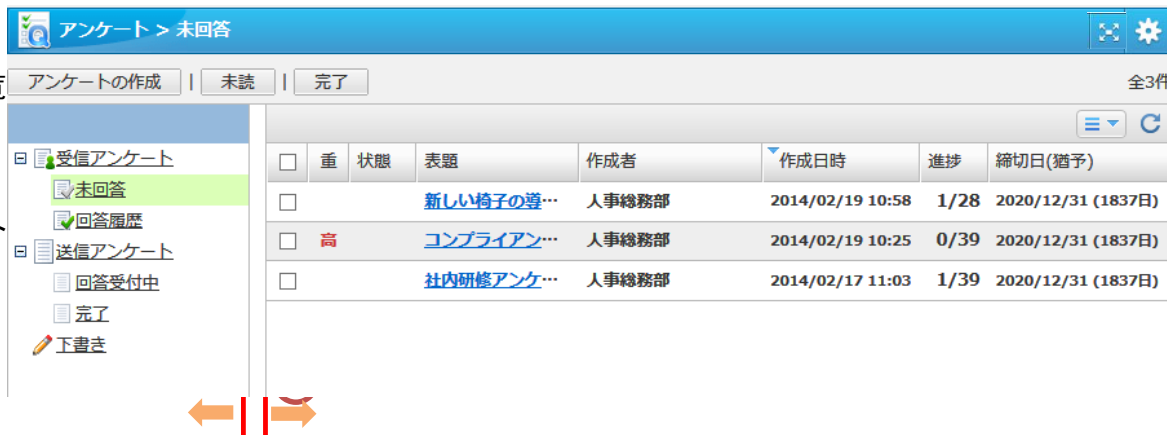 アンケート > 未回答
アンケートの作成 | 未読 | 完了
全3件
受信アンケート
未回答
回答履歴
送信アンケート
回答受付中
完了
下書き
重 状態 表題 作成者 作成日時 進捗 締切日(猶予)
新しい椅子の導… 人事総務部 2014/02/19 10:58 1/28 2020/12/31 (1837日)
高 コンプライアン… 人事総務部 2014/02/19 10:25 0/39 2020/12/31 (1837日)
社内研修アンケ… 人事総務部 2014/02/17 11:03 1/39 2020/12/31 (1837日)